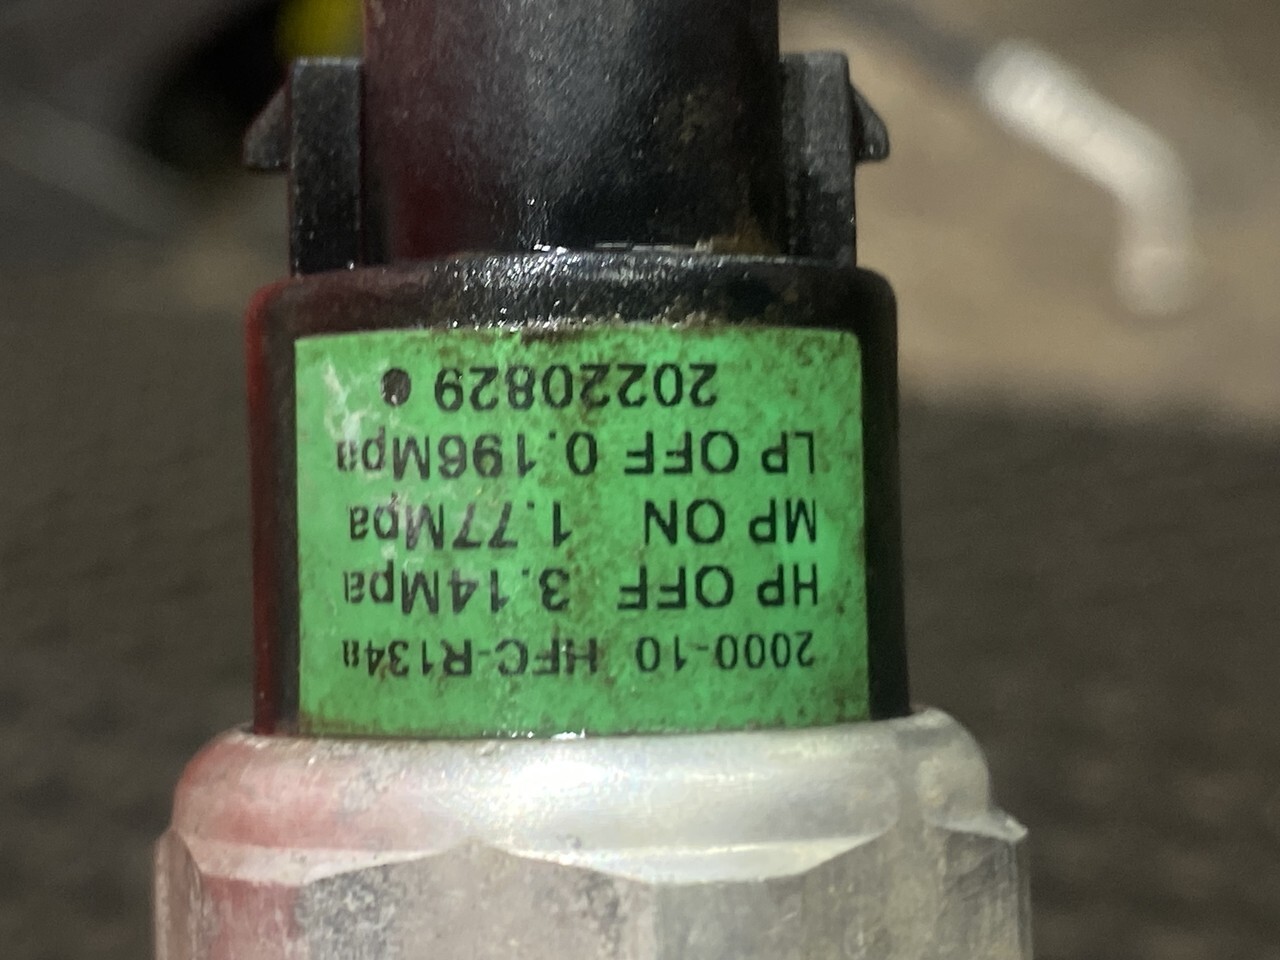 2000-10 HFC-R134a
HP OFF 3.14Mpa
MP ON 1.77Mpa
LP OFF 0.196Mpa
20220829